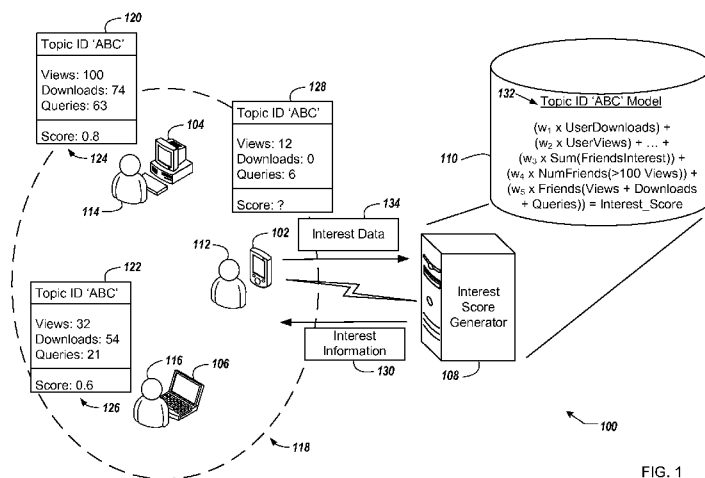 120
Topic ID 'ABC'
Views: 100
Downloads: 74
Queries: 63
Score: 0.8
124
104
114
128
Topic ID 'ABC'
Views: 12
Downloads: 0
Queries: 6
Score: ?
132
Topic ID 'ABC' Model
(w1 x UserDownloads) +
(w2 x UserViews) + ... +
(w3 x Sum(FriendsInterest)) +
(w4 x NumFriends(>100 Views)) +
(w5 x Friends(Views + Downloads
+ Queries)) = Interest_Score
110
134
Interest Data
102
112
122
Topic ID 'ABC'
Views: 32
Downloads: 54
Queries: 21
Score: 0.6
126
116
106
Interest
Score
Generator
108
Interest
Information
130
118
100
FIG. 1